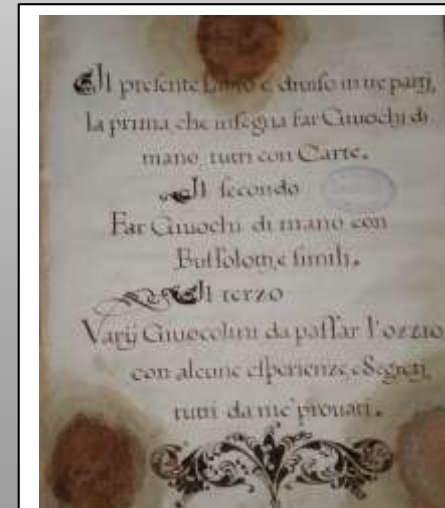 Il presente Libro è diuiso in tre parti,
la prima che insegna far Giuochi di
mano tutti con Carte.
Il secondo
Far Giuochi di mano con
Bussolotti, e simili.
Il terzo
Varij Giuocolini da passar l'ozzio
con alcune esperienze e Segreti,
tutti da me prouati.